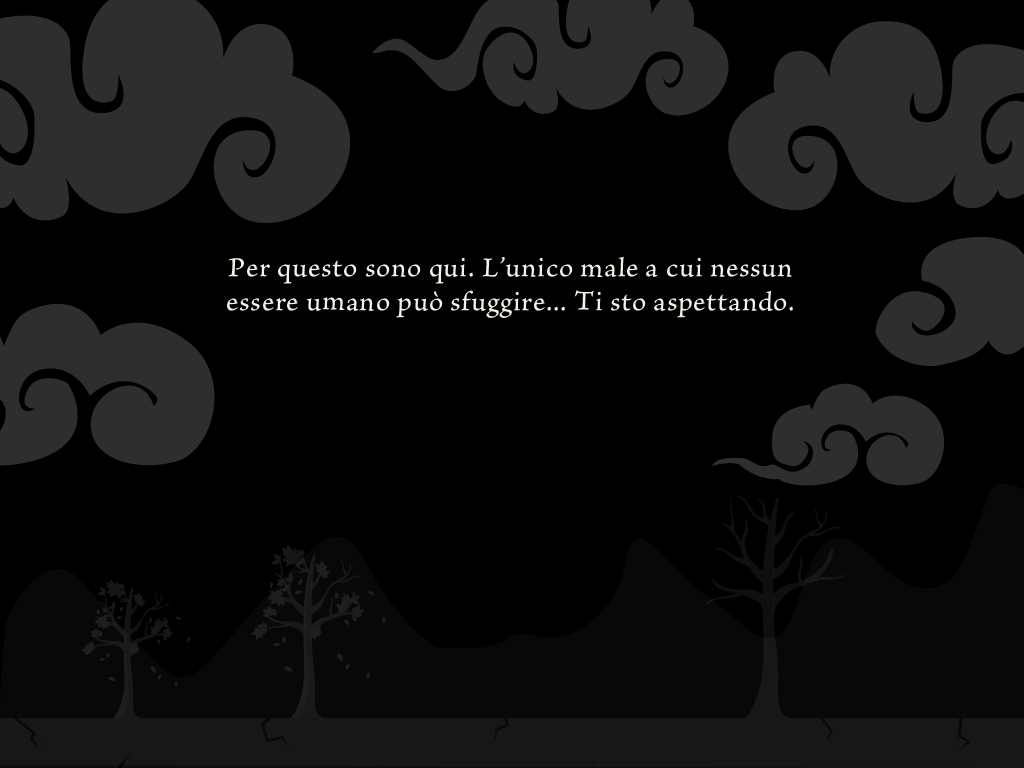 Per questo sono qui. L’unico male a cui nessun
essere umano può sfuggire... Ti sto aspettando.